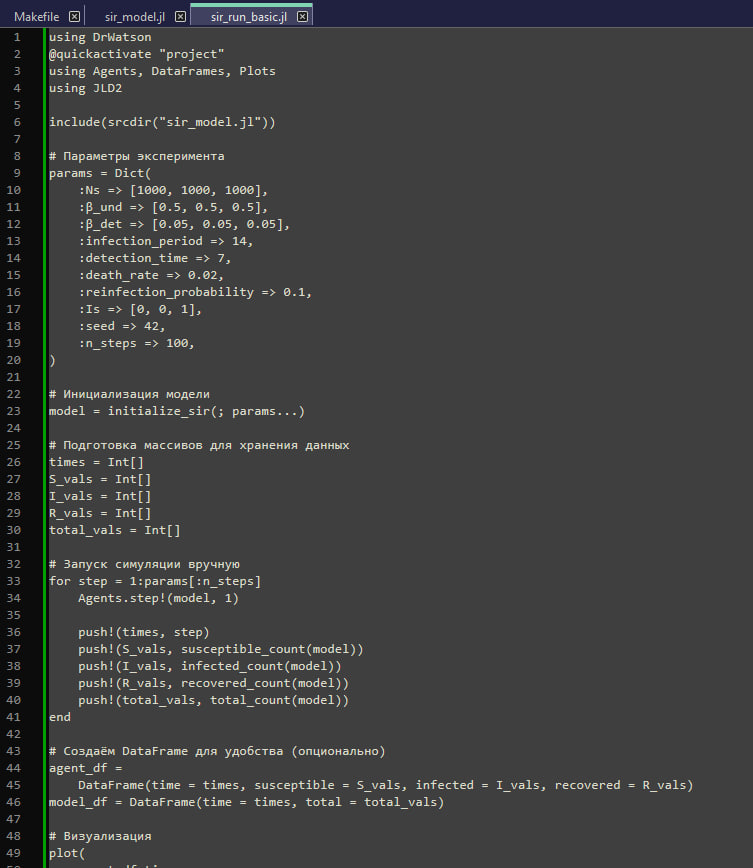 Makefile sir_model.jl sir_run_basic.jl
1 using DrWatson
2 @quickactivate "project"
3 using Agents, DataFrames, Plots
4 using JLD2
5
6 include(srcdir("sir_model.jl"))
7
8 # Параметры эксперимента
9 params = Dict(
10     :Ns => [1000, 1000, 1000],
11     :β_und => [0.5, 0.5, 0.5],
12     :β_det => [0.05, 0.05, 0.05],
13     :infection_period => 14,
14     :detection_time => 7,
15     :death_rate => 0.02,
16     :reinfection_probability => 0.1,
17     :Is => [0, 0, 1],
18     :seed => 42,
19     :n_steps => 100,
20 )
21
22 # Инициализация модели
23 model = initialize_sir(; params...)
24
25 # Подготовка массивов для хранения данных
26 times = Int[]
27 S_vals = Int[]
28 I_vals = Int[]
29 R_vals = Int[]
30 total_vals = Int[]
31
32 # Запуск симуляции вручную
33 for step = 1:params[:n_steps]
34     Agents.step!(model, 1)
35
36     push!(times, step)
37     push!(S_vals, susceptible_count(model))
38     push!(I_vals, infected_count(model))
39     push!(R_vals, recovered_count(model))
40     push!(total_vals, total_count(model))
41 end
42
43 # Создаём DataFrame для удобства (опционально)
44 agent_df =
45     DataFrame(time = times, susceptible = S_vals, infected = I_vals, recovered = R_vals)
46 model_df = DataFrame(time = times, total = total_vals)
47
48 # Визуализация
49 plot(